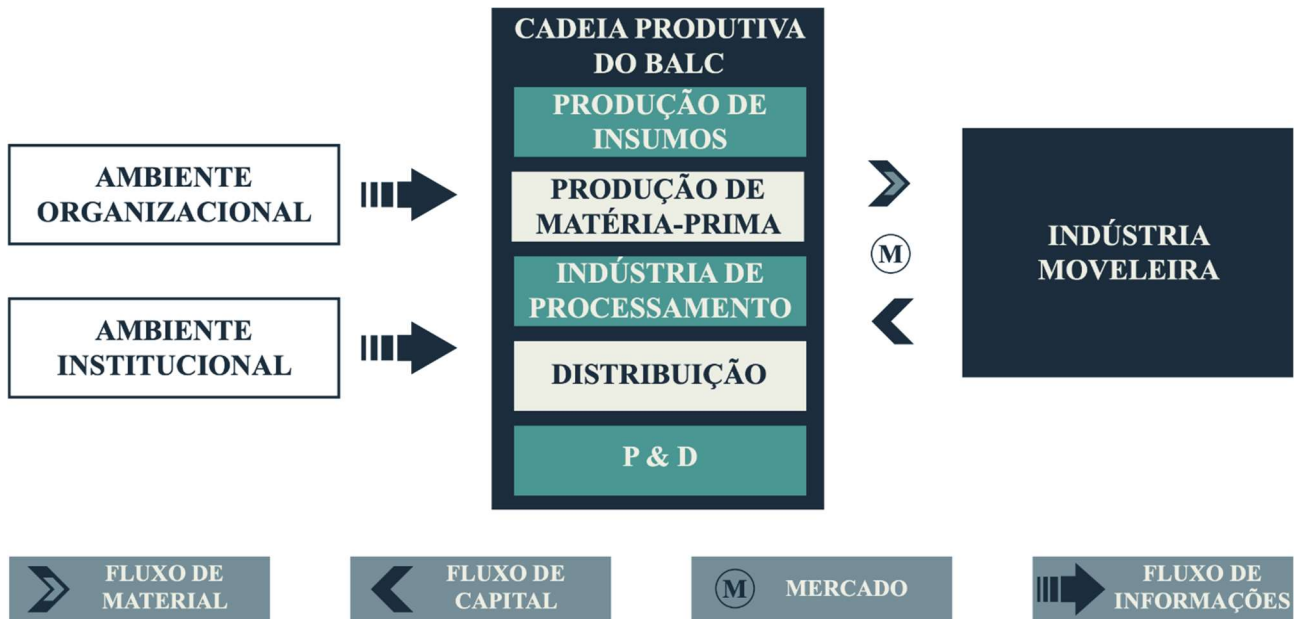 CADEIA PRODUTIVA
DO BALC
PRODUÇÃO DE
INSUMOS
PRODUÇÃO DE
MATÉRIA-PRIMA
INDÚSTRIA DE
PROCESSAMENTO
DISTRIBUIÇÃO
P & D
AMBIENTE
ORGANIZACIONAL
AMBIENTE
INSTITUCIONAL
M
INDÚSTRIA
MOVELEIRA
FLUXO DE
MATERIAL
FLUXO DE
CAPITAL
M MERCADO
FLUXO DE
INFORMAÇÕES